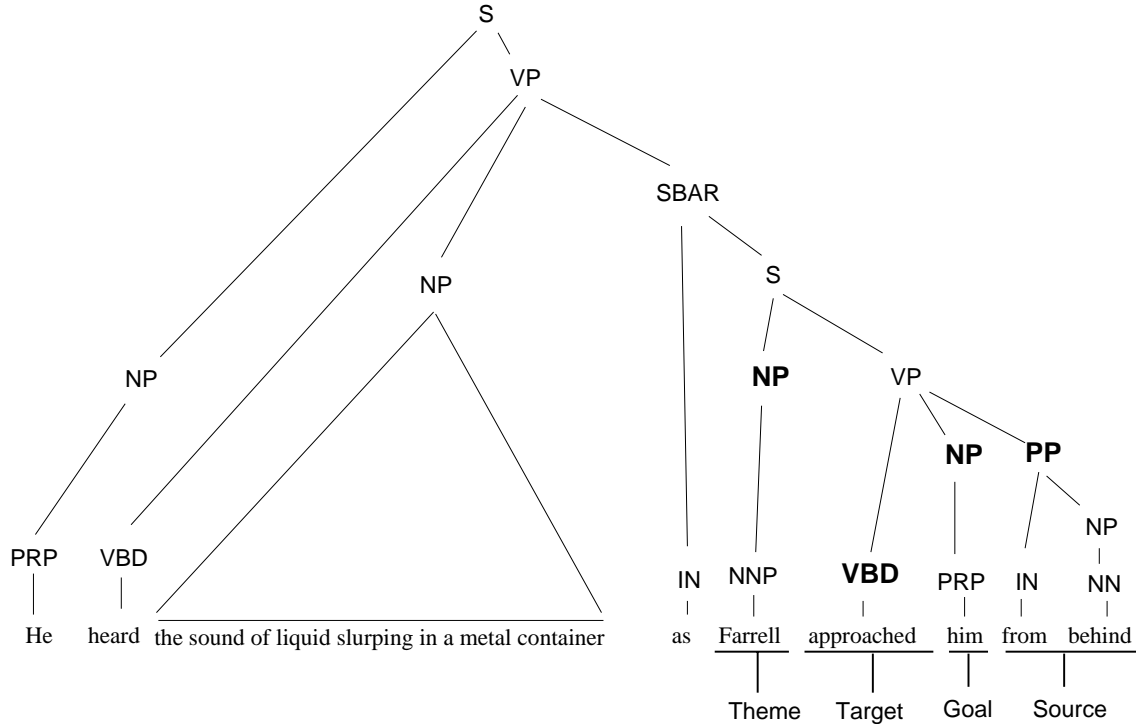 S
VP
SBAR
S
NP
NP
NP
VP
NP
PP
NP
PRP
VBD
IN
NNP
VBD
PRP
IN
NN
He heard the sound of liquid slurping in a metal container as Farrell approached him from behind
Theme Target Goal Source